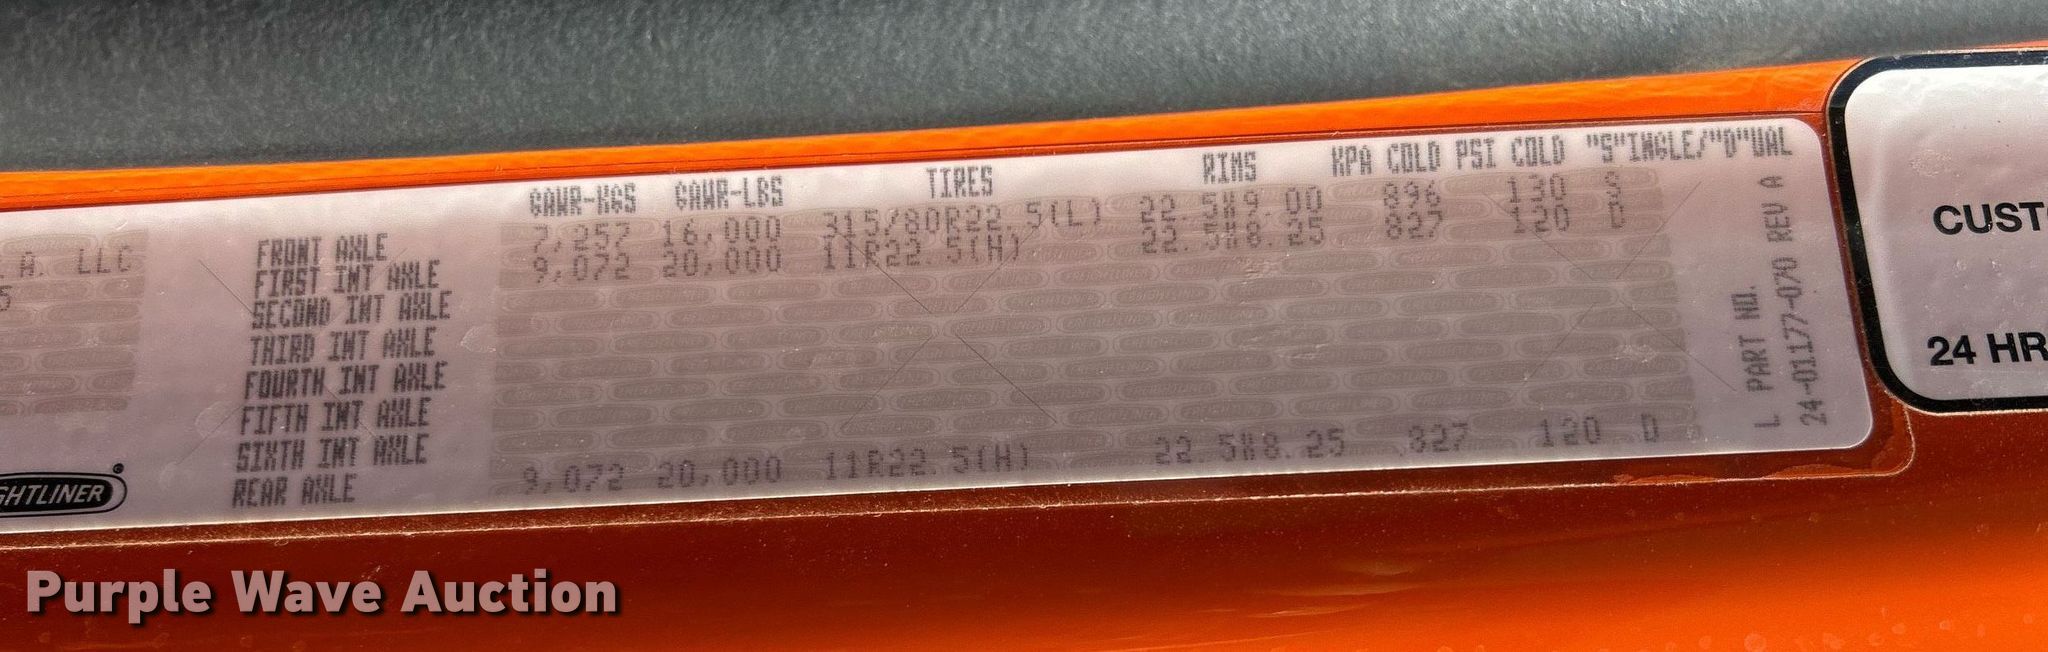 GAWR-KGS GAWR-LBS TIRES RIMS KPA COLD PSI COLD "S"INGLE/"D"UAL
FRONT AXLE 7,257 16,000 315/80R22.5(L) 22.5X9.00 896 130 S
FIRST INT AXLE 9,072 20,000 11R22.5(H) 22.5X8.25 827 120 D
SECOND INT AXLE
THIRD INT AXLE
FOURTH INT AXLE
FIFTH INT AXLE
SIXTH INT AXLE
REAR AXLE 9,072 20,000 11R22.5(H) 22.5X8.25 827 120 D
.A. LLC
5
GHTLINER
L PART NO.
24-01177-070 REV A
CUST
24 HR
Purple Wave Auction